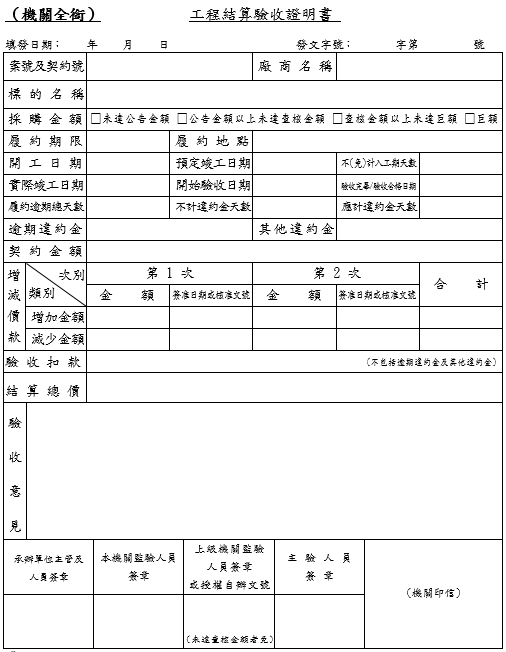 （機關全銜） 工程結算驗收證明書
填發日期： 年 月 日 發文字號： 字第 號
案號及契約號 廠商名稱
標的名稱
採購金額 □未達公告金額 □公告金額以上未達查核金額 □查核金額以上未達巨額 □巨額
履約期限 履約地點
開工日期 預定竣工日期 不(免)計入工期天數
實際竣工日期 開始驗收日期 驗收完畢/驗收合格日期
履約逾期總天數 不計違約金天數 應計違約金天數
逾期違約金 其他違約金
契約金額
增減價款 次別 類別 第 1 次 第 2 次 合計
金額 簽准日期或核准文號 金額 簽准日期或核准文號
增加金額
減少金額
驗收扣款 (不包括逾期違約金及其他違約金)
結算總價
驗收意見
承辦單位主管及
人員簽章
本機關監驗人員
簽章
上級機關監驗
人員簽章
或授權自辦文號
主驗人員
簽章
(機關印信)
(未達查核金額者免)